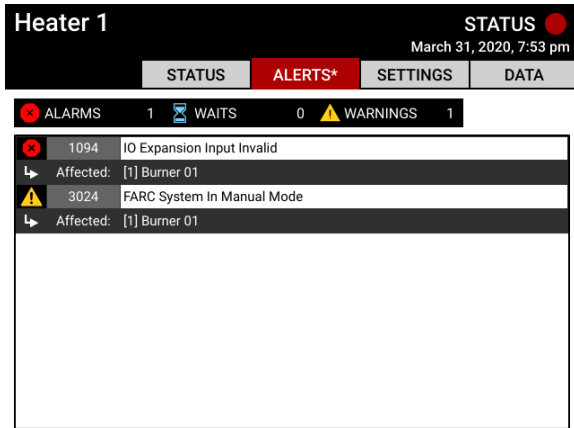 Heater 1 STATUS
March 31, 2020, 7:53 pm
STATUS ALERTS* SETTINGS DATA
ALARMS 1 WAITS 0 WARNINGS 1
1094 IO Expansion Input Invalid
Affected: [1] Burner 01
3024 FARC System In Manual Mode
Affected: [1] Burner 01